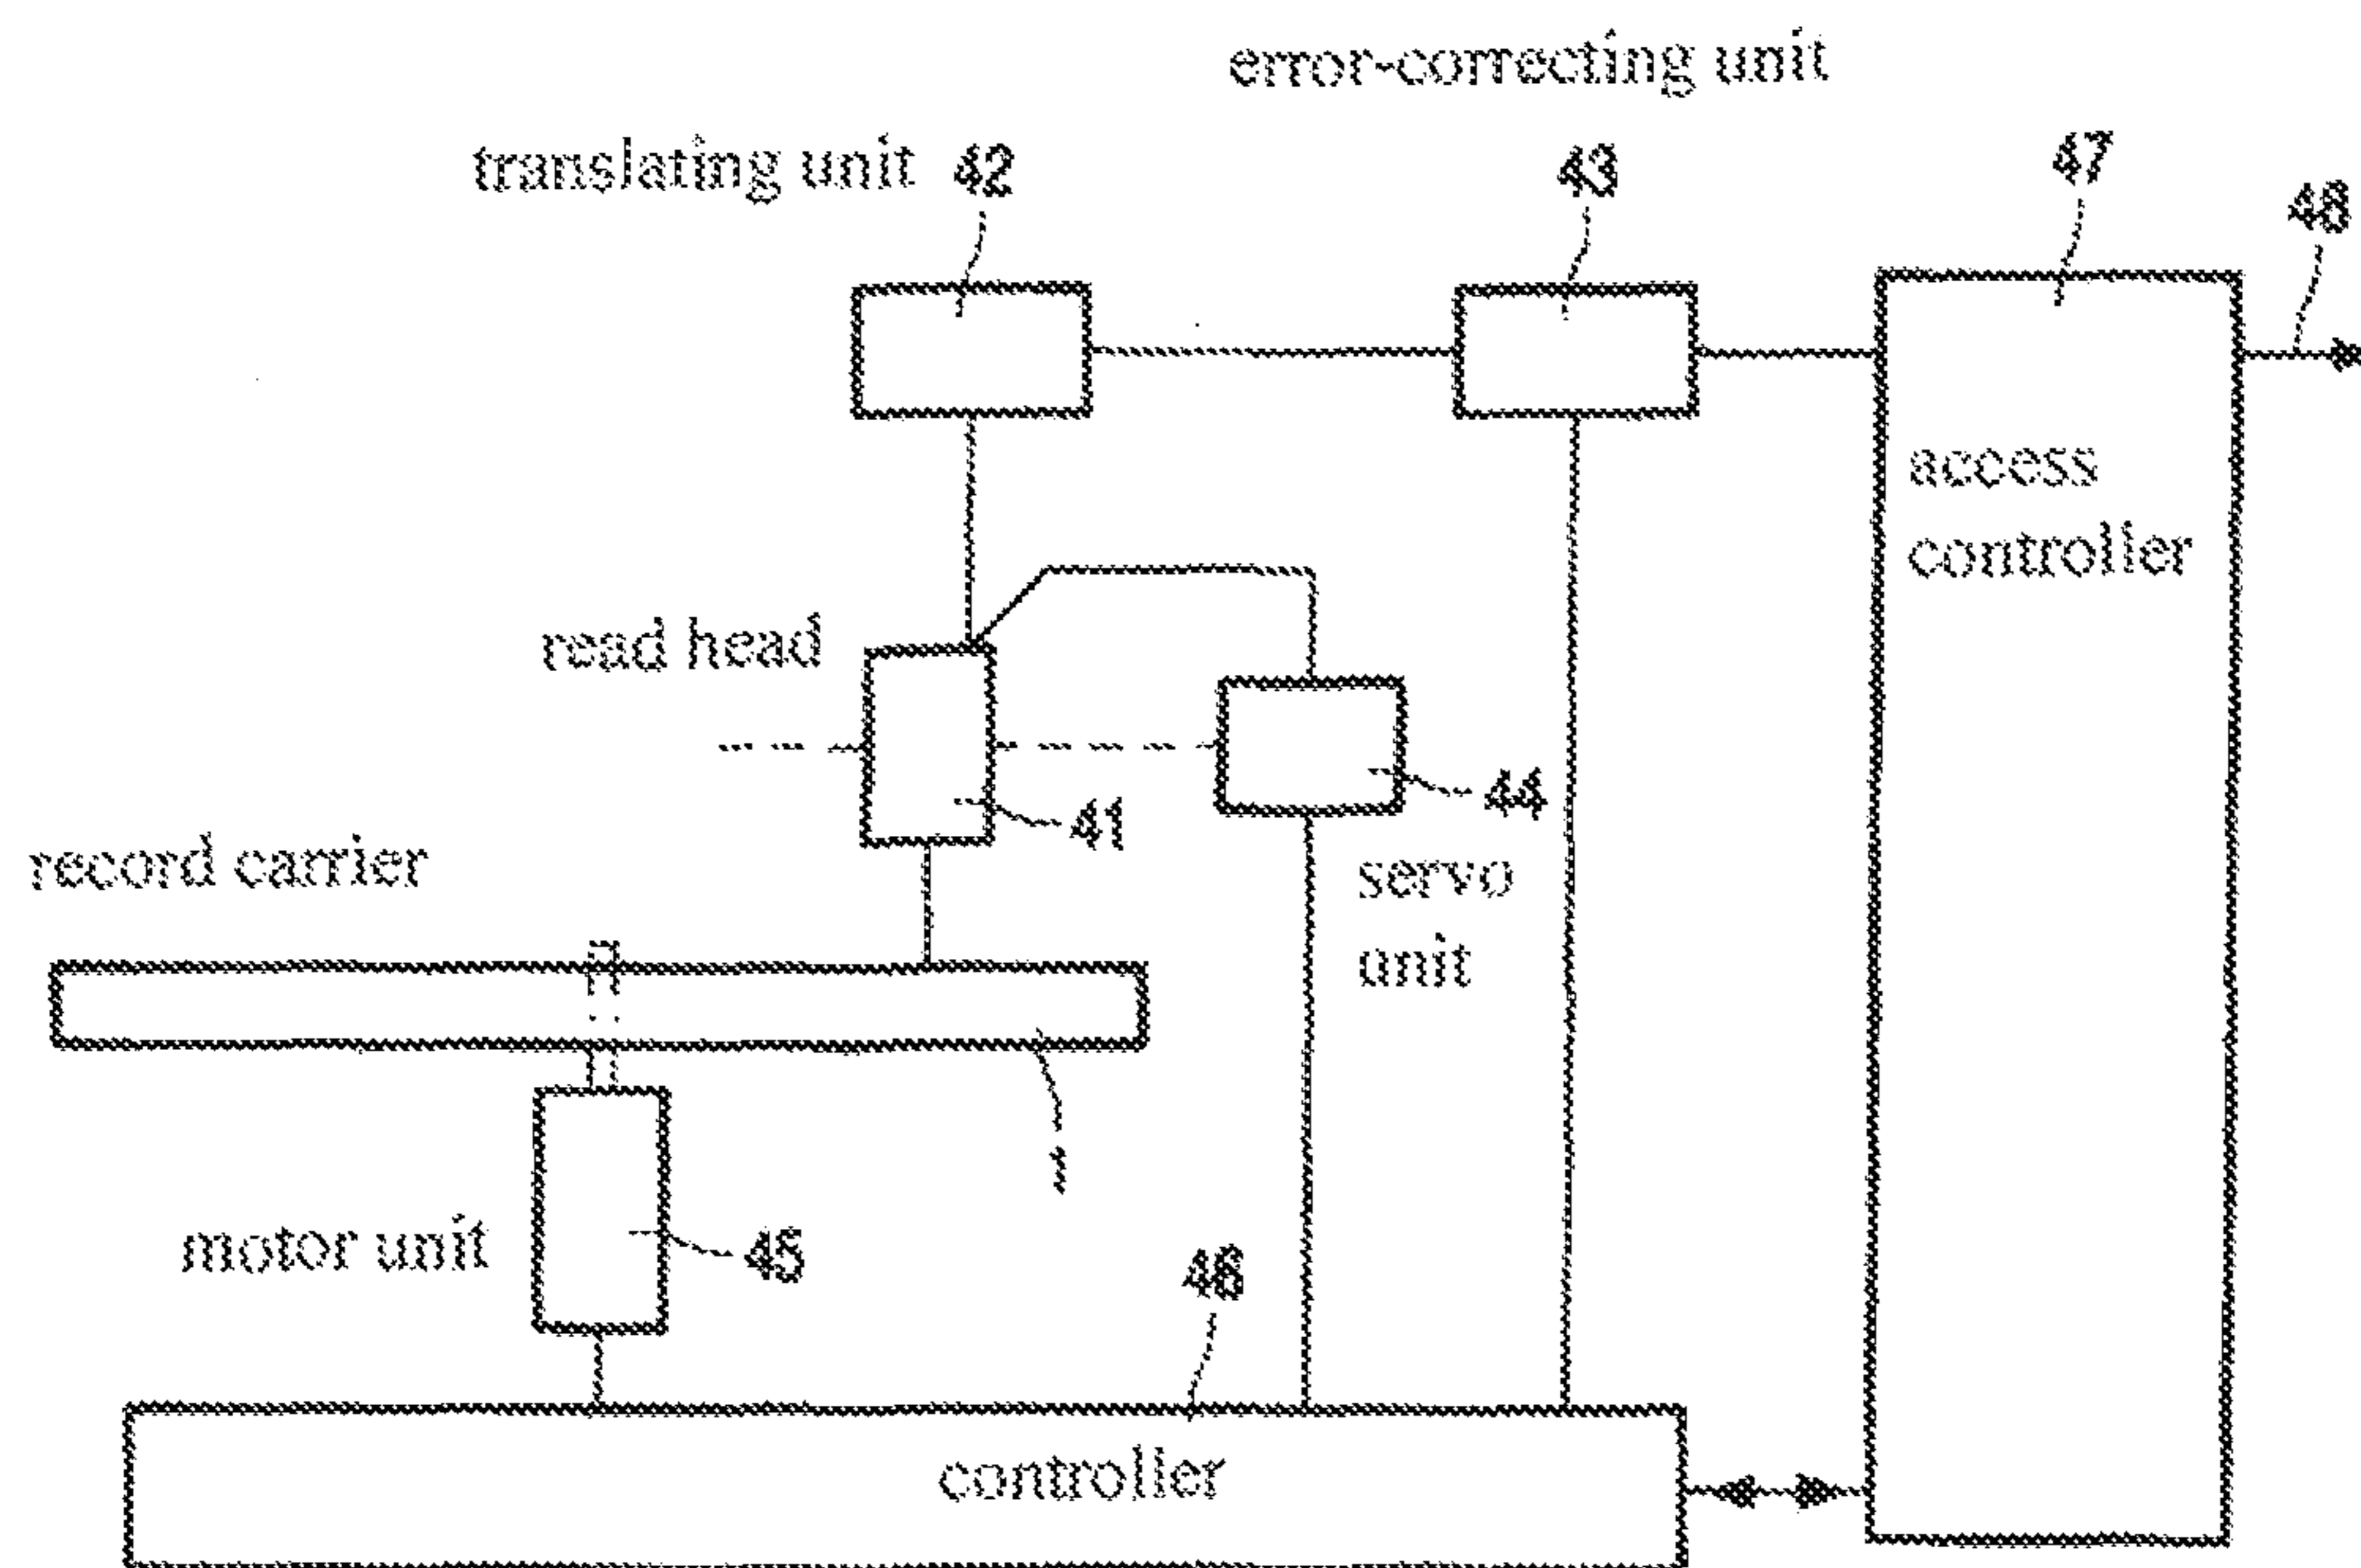 error-correcting unit
translating unit 42
43
47
48
access
controller
read head
41
44
servo
unit
record carrier
1
motor unit
45
46
controller